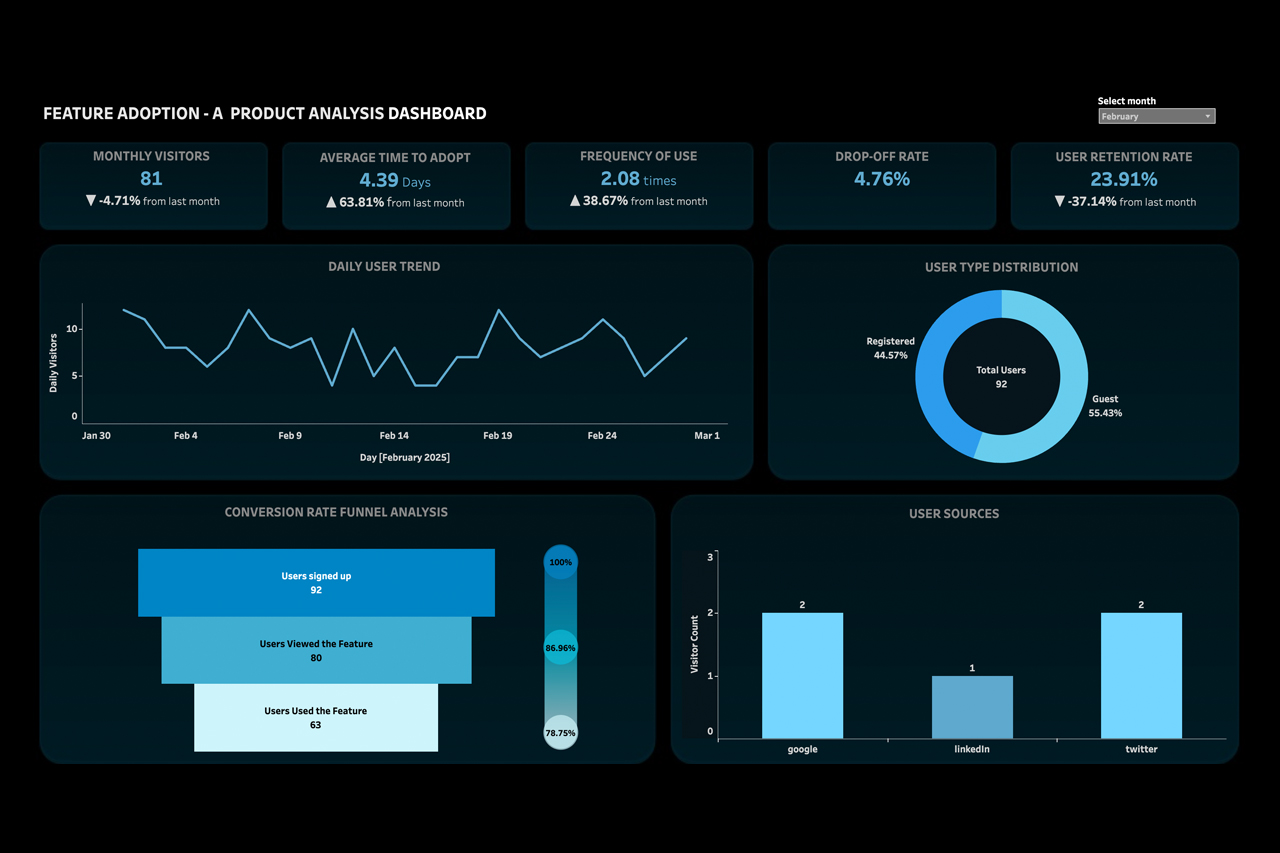 FEATURE ADOPTION - A  PRODUCT ANALYSIS DASHBOARD
Select month
February
MONTHLY VISITORS
81
▼ -4.71% from last month
AVERAGE TIME TO ADOPT
4.39 Days
▲ 63.81% from last month
FREQUENCY OF USE
2.08 times
▲ 38.67% from last month
DROP-OFF RATE
4.76%
USER RETENTION RATE
23.91%
▼ -37.14% from last month
DAILY USER TREND
Daily Visitors
10
5
0
Jan 30
Feb 4
Feb 9
Feb 14
Feb 19
Feb 24
Mar 1
Day [February 2025]
USER TYPE DISTRIBUTION
Registered
44.57%
Total Users
92
Guest
55.43%
CONVERSION RATE FUNNEL ANALYSIS
Users signed up
92
Users Viewed the Feature
80
Users Used the Feature
63
100%
86.96%
78.75%
USER SOURCES
Visitor Count
3
2
1
0
2
1
2
google
linkedIn
twitter